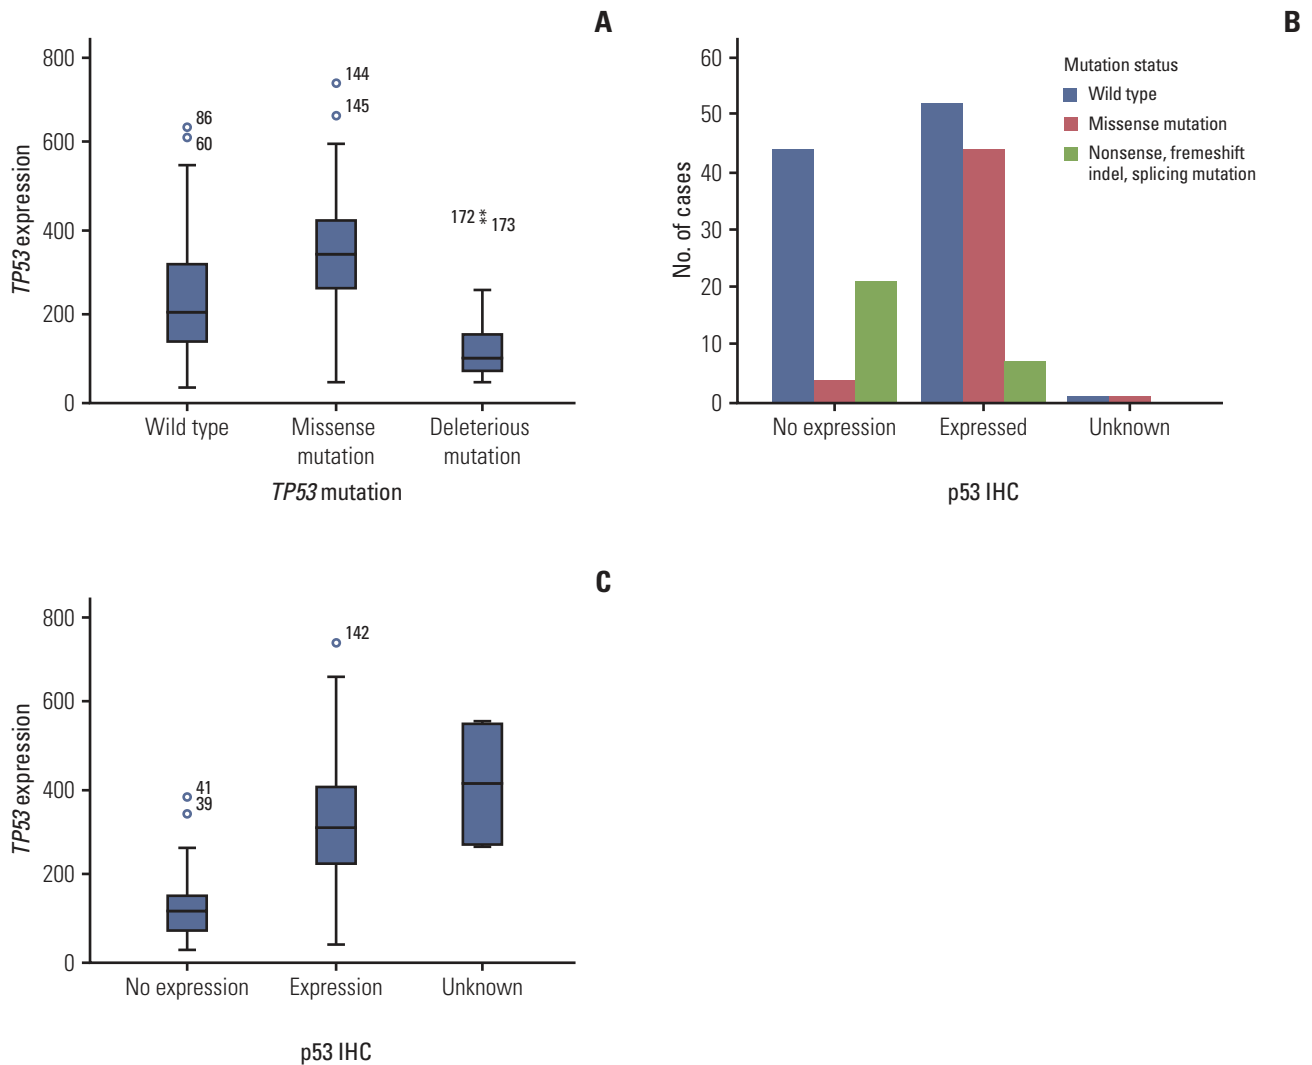 A
800
600
400
200
0
TP53 expression
86
60
144
145
172 ** 173
Wild type
Missense
mutation
Deleterious
mutation
TP53 mutation
B
60
50
40
30
20
10
0
No. of cases
Mutation status
Wild type
Missense mutation
Nonsense, fremeshift
indel, splicing mutation
No expression
Expressed
Unknown
p53 IHC
C
800
600
400
200
0
TP53 expression
41
39
142
No expression
Expression
Unknown
p53 IHC